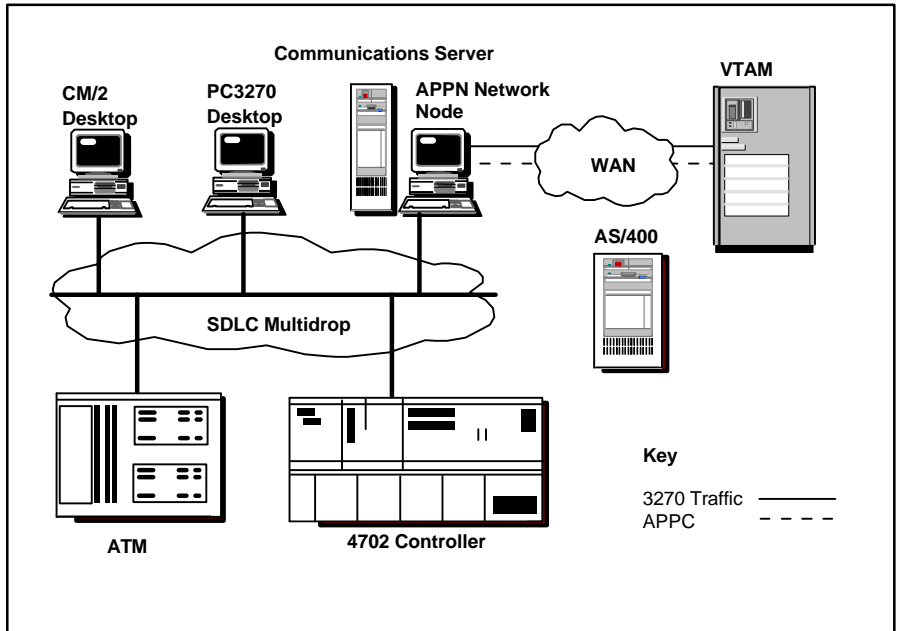 Communications Server
VTAM
CM/2
Desktop
PC3270
Desktop
APPN Network
Node
WAN
AS/400
SDLC Multidrop
Key
3270 Traffic
APPC
ATM
4702 Controller